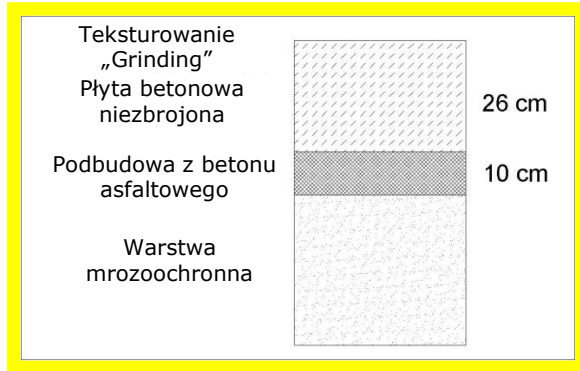 Teksturowanie
„Grinding”
Płyta betonowa
niezbrojona
26 cm
Podbudowa z betonu
asfaltowego
10 cm
Warstwa
mrozoochronna